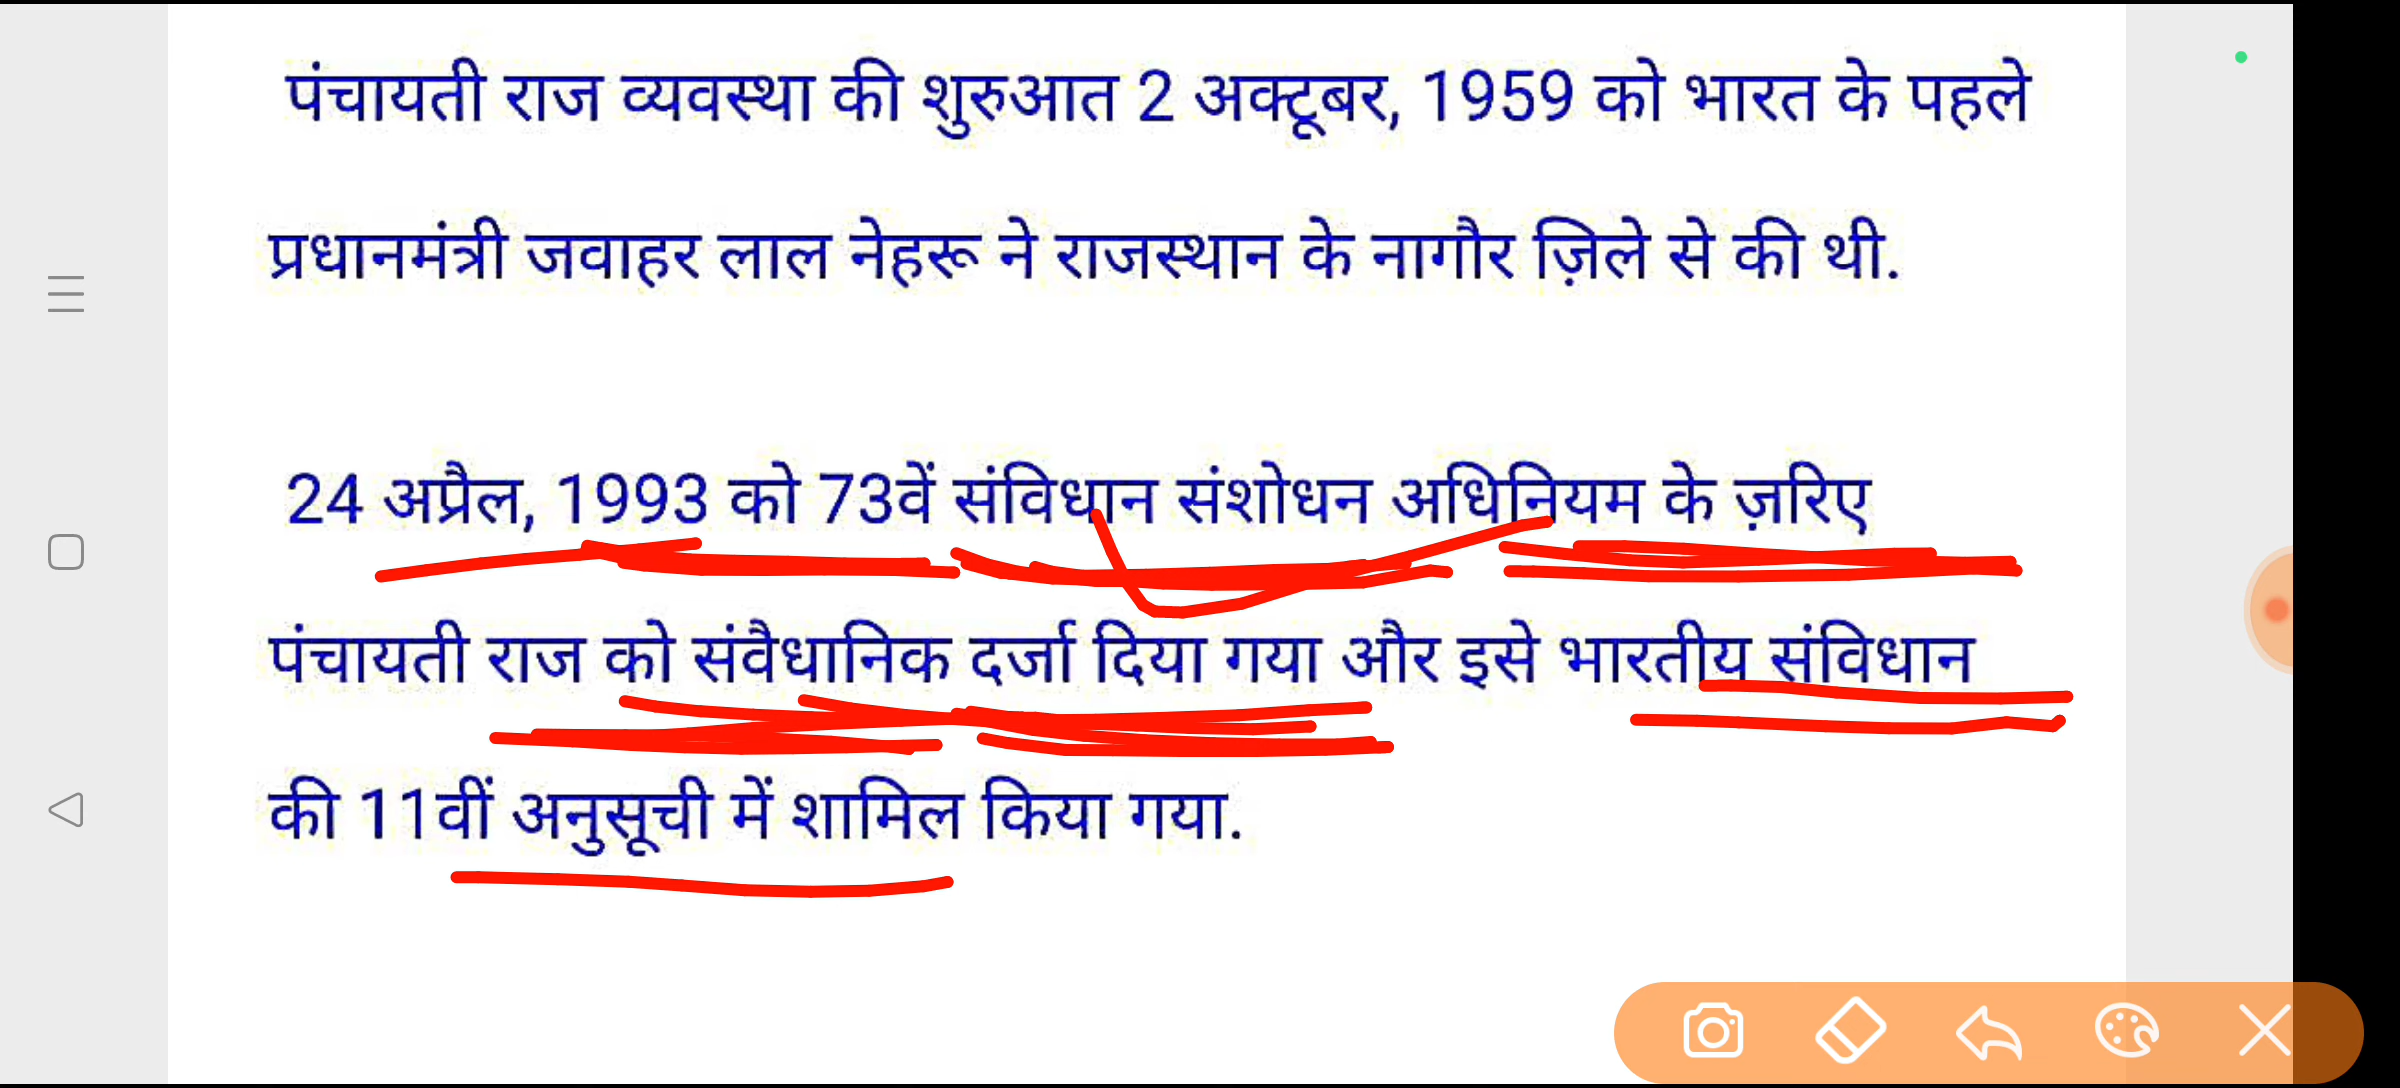 पंचायती राज व्यवस्था की शुरुआत 2 अक्टूबर, 1959 को भारत के पहले
प्रधानमंत्री जवाहर लाल नेहरू ने राजस्थान के नागौर ज़िले से की थी.
24 अप्रैल, 1993 को 73वें संविधान संशोधन अधिनियम के ज़रिए
पंचायती राज को संवैधानिक दर्जा दिया गया और इसे भारतीय संविधान
की 11वीं अनुसूची में शामिल किया गया.